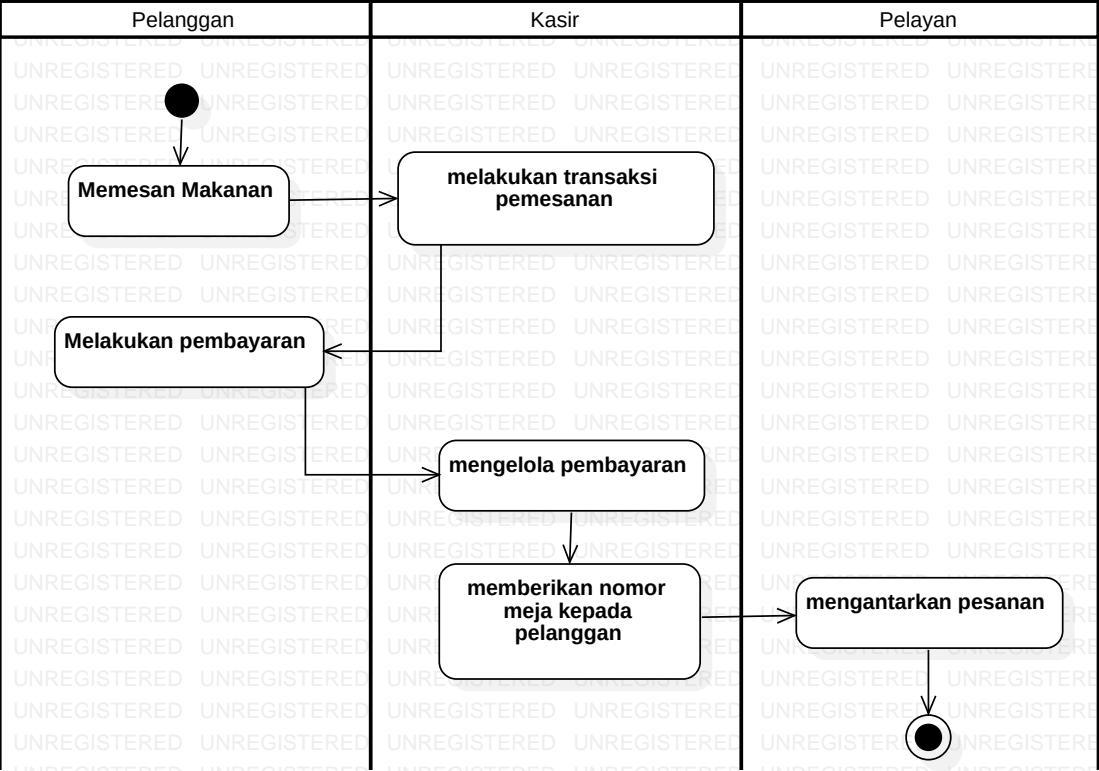 Pelanggan
Kasir
Pelayan
Memesan Makanan
melakukan transaksi
pemesanan
Melakukan pembayaran
mengelola pembayaran
memberikan nomor
meja kepada
pelanggan
mengantarkan pesanan
UNREGISTERED